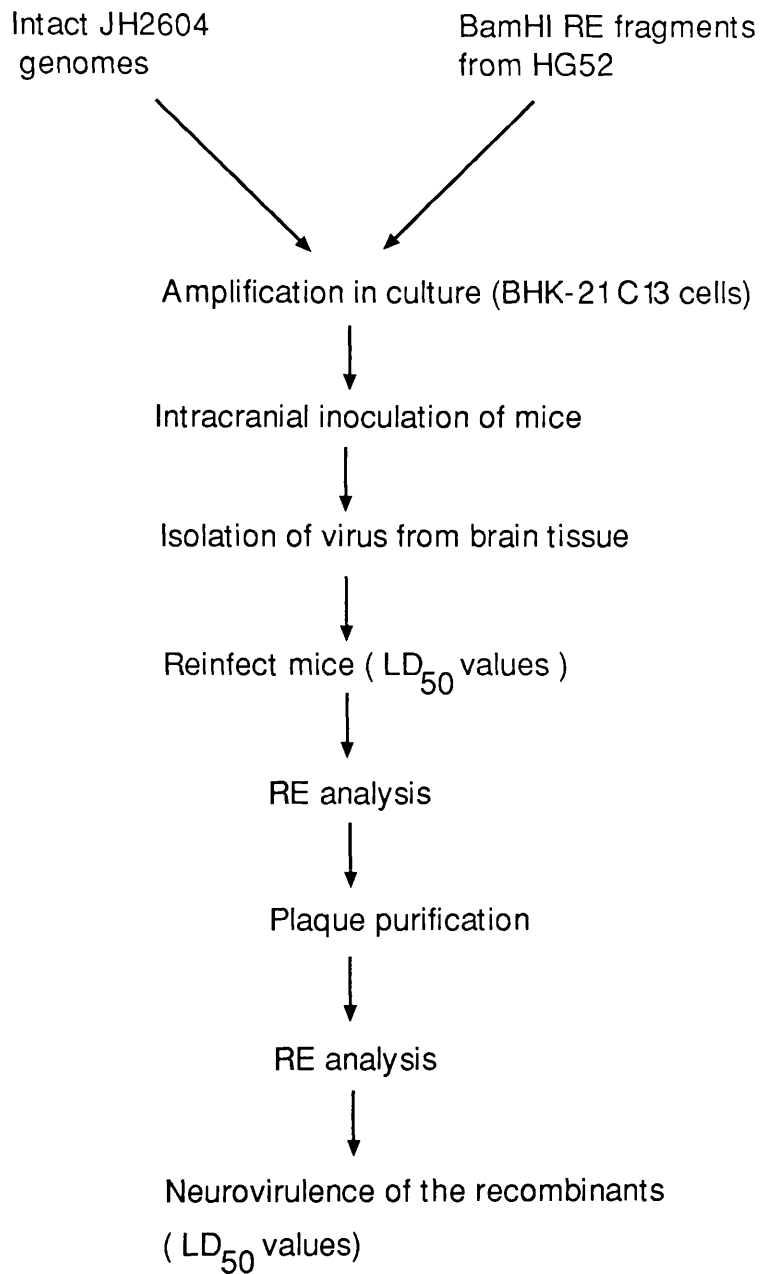 Intact JH2604
genomes
BamHI RE fragments
from HG52
Amplification in culture (BHK-21 C13 cells)
Intracranial inoculation of mice
Isolation of virus from brain tissue
Reinfect mice ( LD50 values )
RE analysis
Plaque purification
RE analysis
Neurovirulence of the recombinants
( LD50 values)